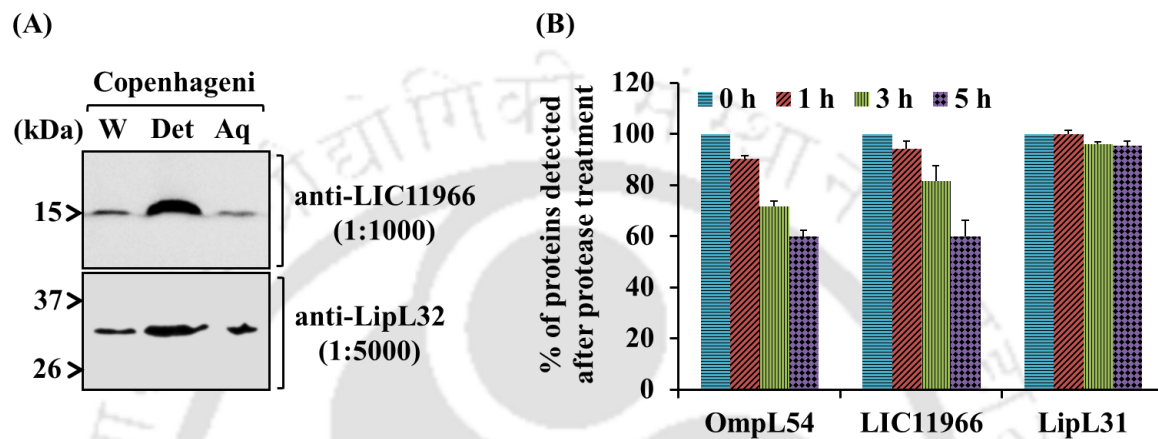 (A)
Copenhageni
(kDa) W Det Aq
15
anti-LIC11966
(1:1000)
37
26
anti-LipL32
(1:5000)
(B)
% of proteins detected
after protease treatment
120
100
80
60
40
20
0
0 h 1 h 3 h 5 h
OmpL54 LIC11966 LipL31